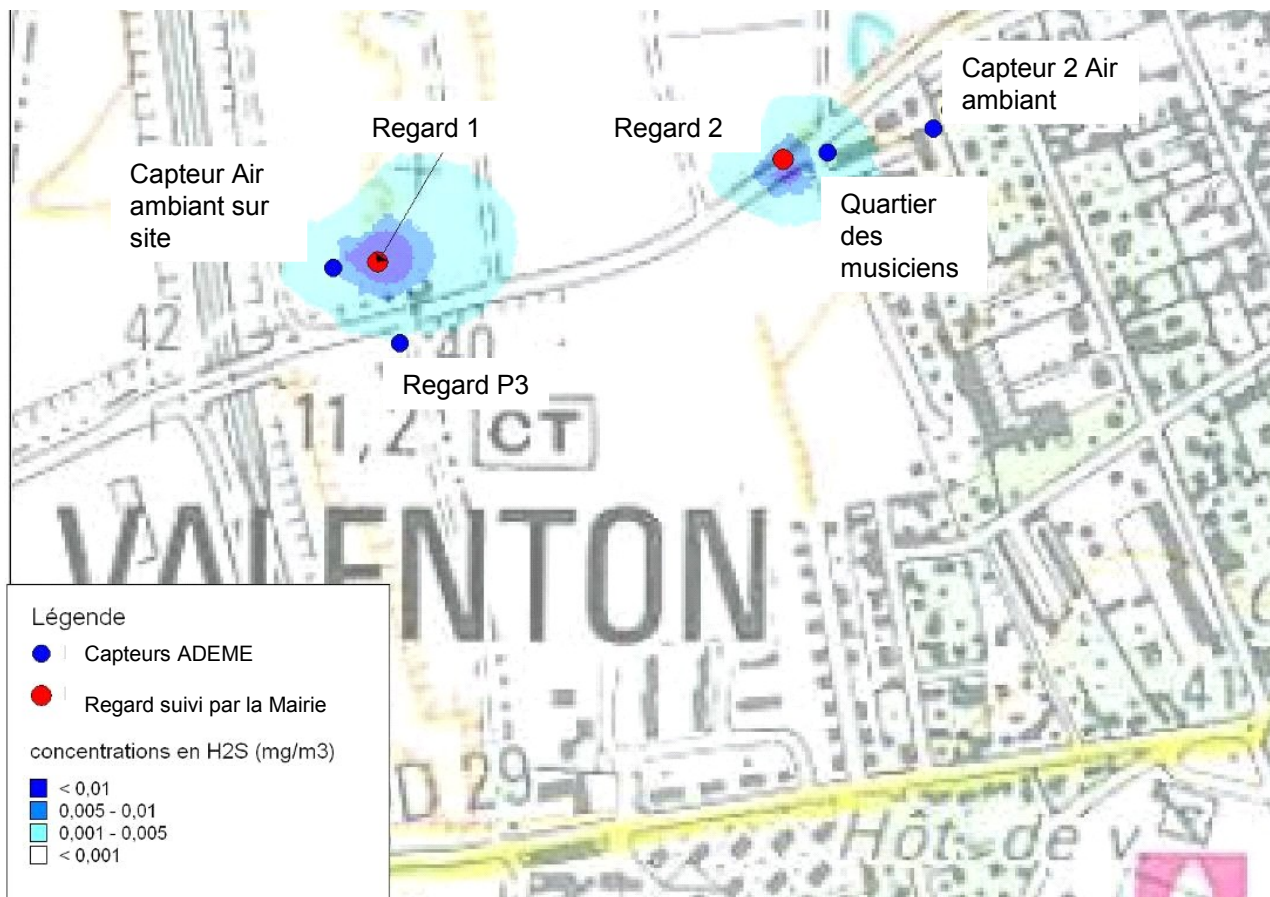 Capteur 2 Air
ambiant
Regard 1
Regard 2
Capteur Air
ambiant sur
site
Quartier
des
musiciens
42
40
Regard P3
11,2
CT
VALENTON
Légende
Capteurs ADEME
Regard suivi par la Mairie
concentrations en H2S (mg/m3)
< 0,01
0,005 - 0,01
0,001 - 0,005
< 0,001
41
D 29
Hôt. de v